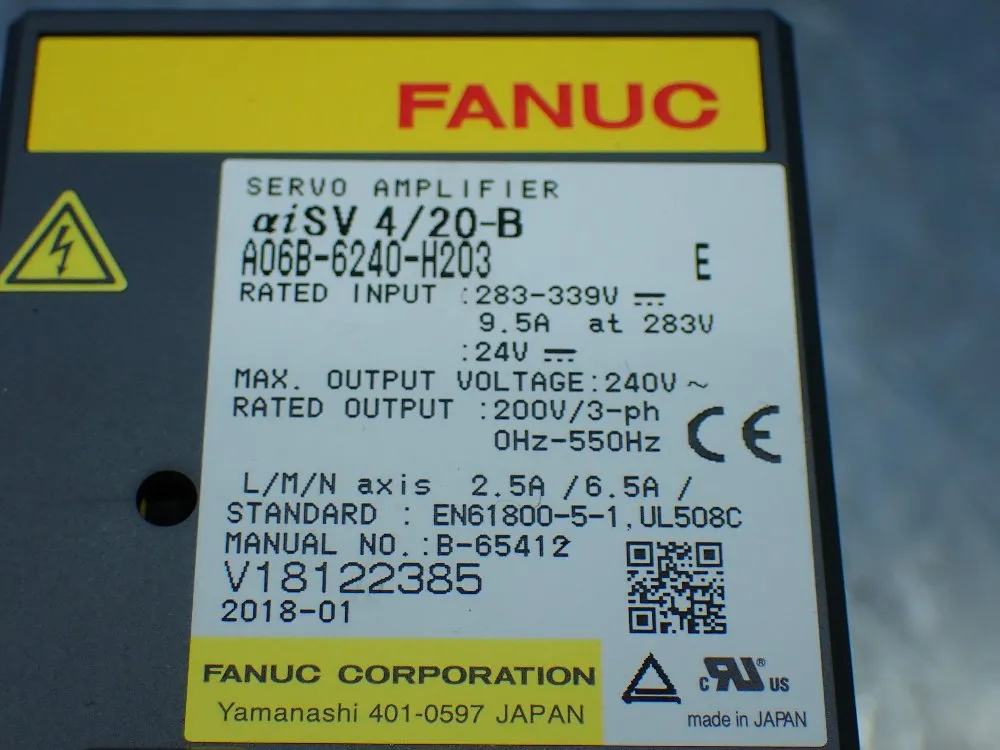 FANUC
SERVO AMPLIFIER
αiSV 4/20-B
A06B-6240-H203 E
RATED INPUT :283-339V ⎓
9.5A at 283V
:24V ⎓
MAX. OUTPUT VOLTAGE:240V～
RATED OUTPUT :200V/3-ph
0Hz-550Hz
CE
L/M/N axis 2.5A /6.5A /
STANDARD : EN61800-5-1,UL508C
MANUAL NO.:B-65412
V18122385
2018-01
FANUC CORPORATION
Yamanashi 401-0597 JAPAN
c RU ® US
made in JAPAN